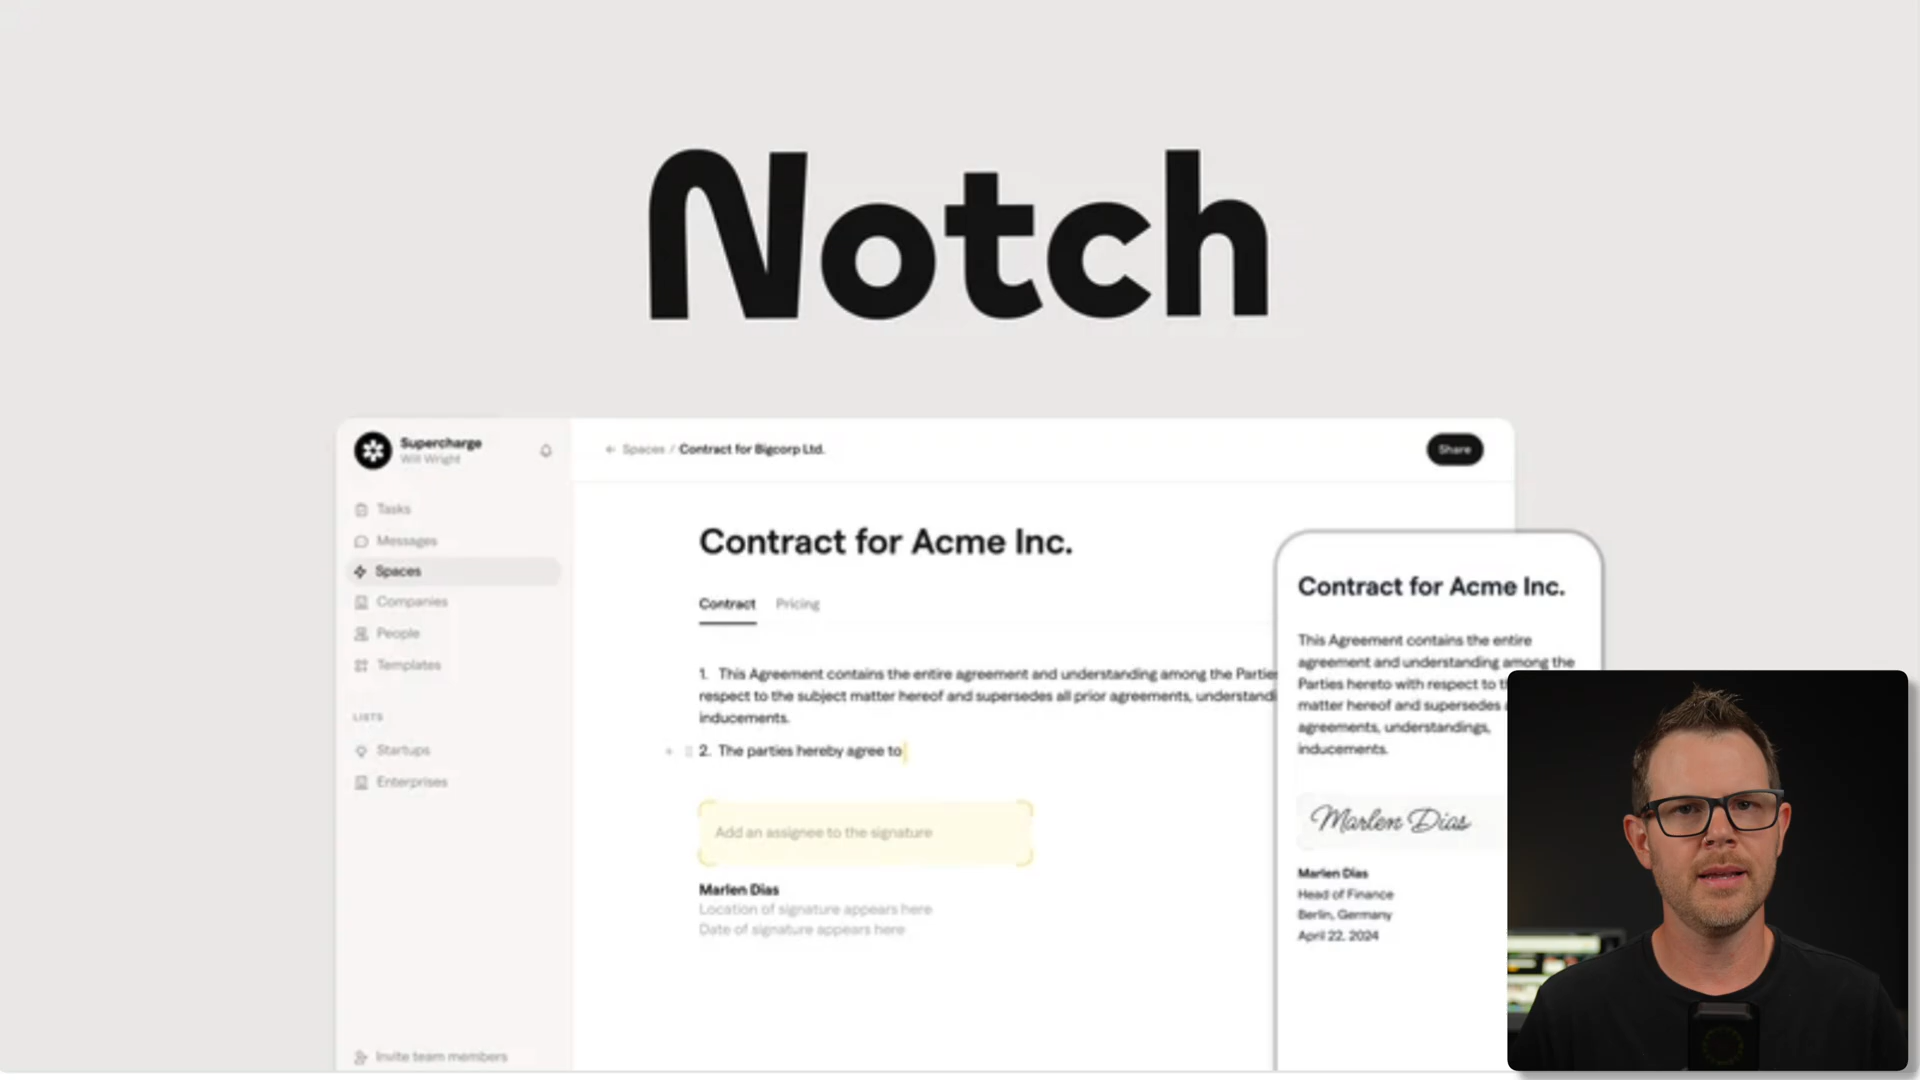 Notch
Supercharge
Will Wright
← Spaces / Contract for Bigcorp Ltd.
Share
Tasks
Messages
Spaces
Companies
People
Templates
LISTS
Startups
Enterprises
Invite team members
Contract for Acme Inc.
Contract Pricing
1. This Agreement contains the entire agreement and understanding among the Parties
respect to the subject matter hereof and supersedes all prior agreements, understandi
inducements.
2. The parties hereby agree to
Add an assignee to the signature
Marlen Dias
Location of signature appears here
Date of signature appears here
Contract for Acme Inc.
This Agreement contains the entire
agreement and understanding among the
Parties hereto with respect to t
matter hereof and supersedes a
agreements, understandings,
inducements.
Marlen Dias
Marlen Dias
Head of Finance
Berlin, Germany
April 22, 2024